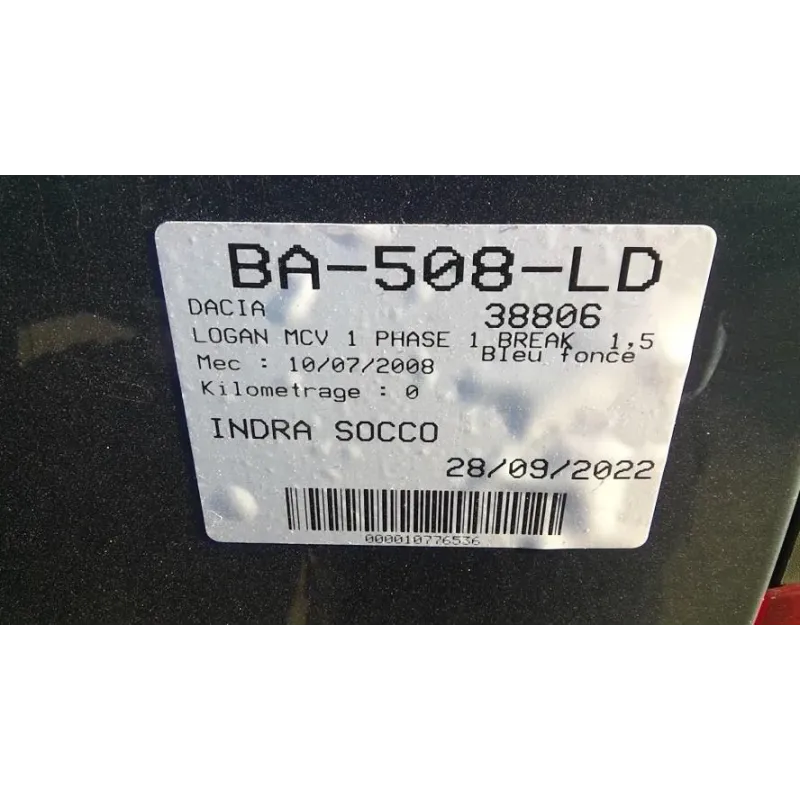 BA-508-LD
DACIA 38806
LOGAN MCV 1 PHASE 1 BREAK 1,5
Mec : 10/07/2008 Bleu fonce
Kilometrage : 0
INDRA SOCCO
28/09/2022
000010776536